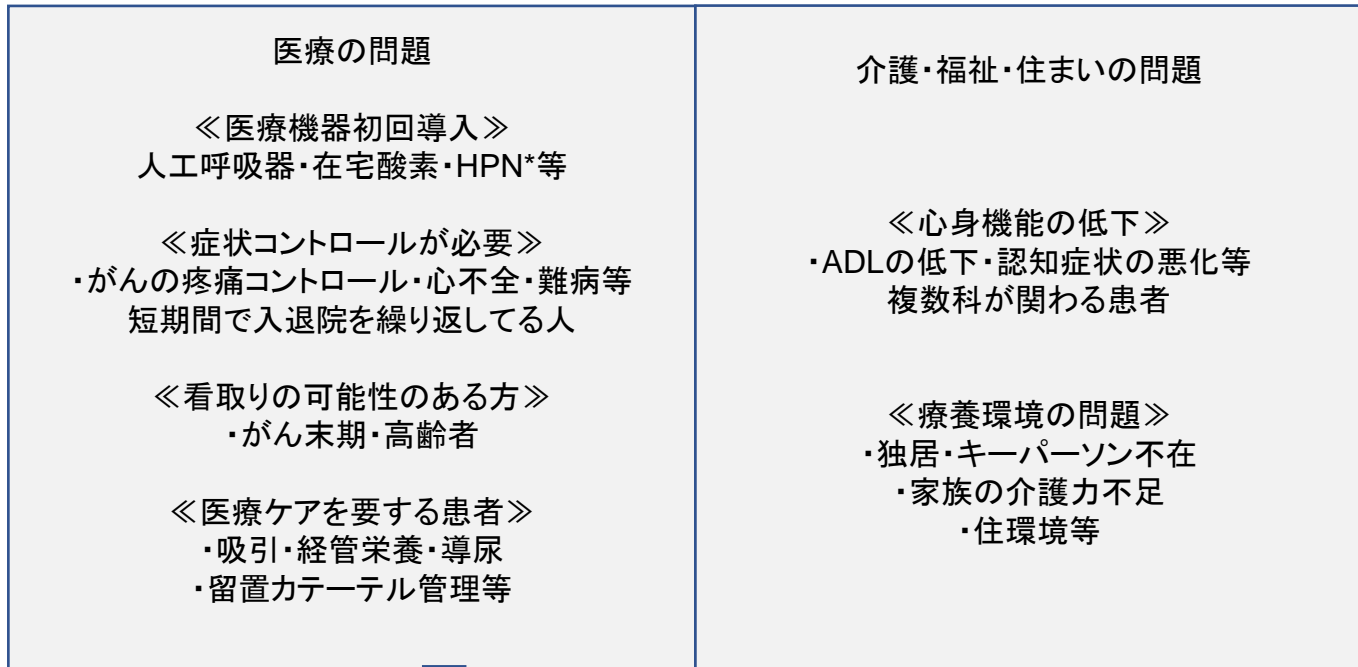 医療の問題
≪医療機器初回導入≫
人工呼吸器・在宅酸素・HPN*等
≪症状コントロールが必要≫
・がんの疼痛コントロール・心不全・難病等
短期間で入退院を繰り返してる人
≪看取りの可能性のある方≫
・がん末期・高齢者
≪医療ケアを要する患者≫
・吸引・経管栄養・導尿
・留置カテーテル管理等
介護・福祉・住まいの問題
≪心身機能の低下≫
・ADLの低下・認知症状の悪化等
複数科が関わる患者
≪療養環境の問題≫
・独居・キーパーソン不在
・家族の介護力不足
・住環境等